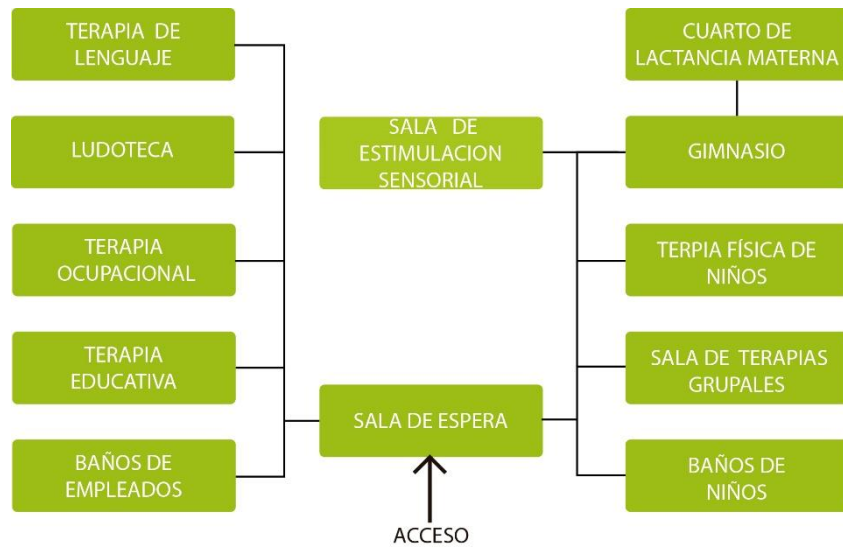 TERAPIA DE
LENGUAJE
LUDOTECA
TERAPIA
OCUPACIONAL
TERAPIA
EDUCATIVA
BAÑOS DE
EMPLEADOS
SALA DE
ESTIMULACION
SENSORIAL
SALA DE ESPERA
ACCESO
CUARTO DE
LACTANCIA MATERNA
GIMNASIO
TERPIA FÍSICA DE
NIÑOS
SALA DE TERAPIAS
GRUPALES
BAÑOS DE
NIÑOS